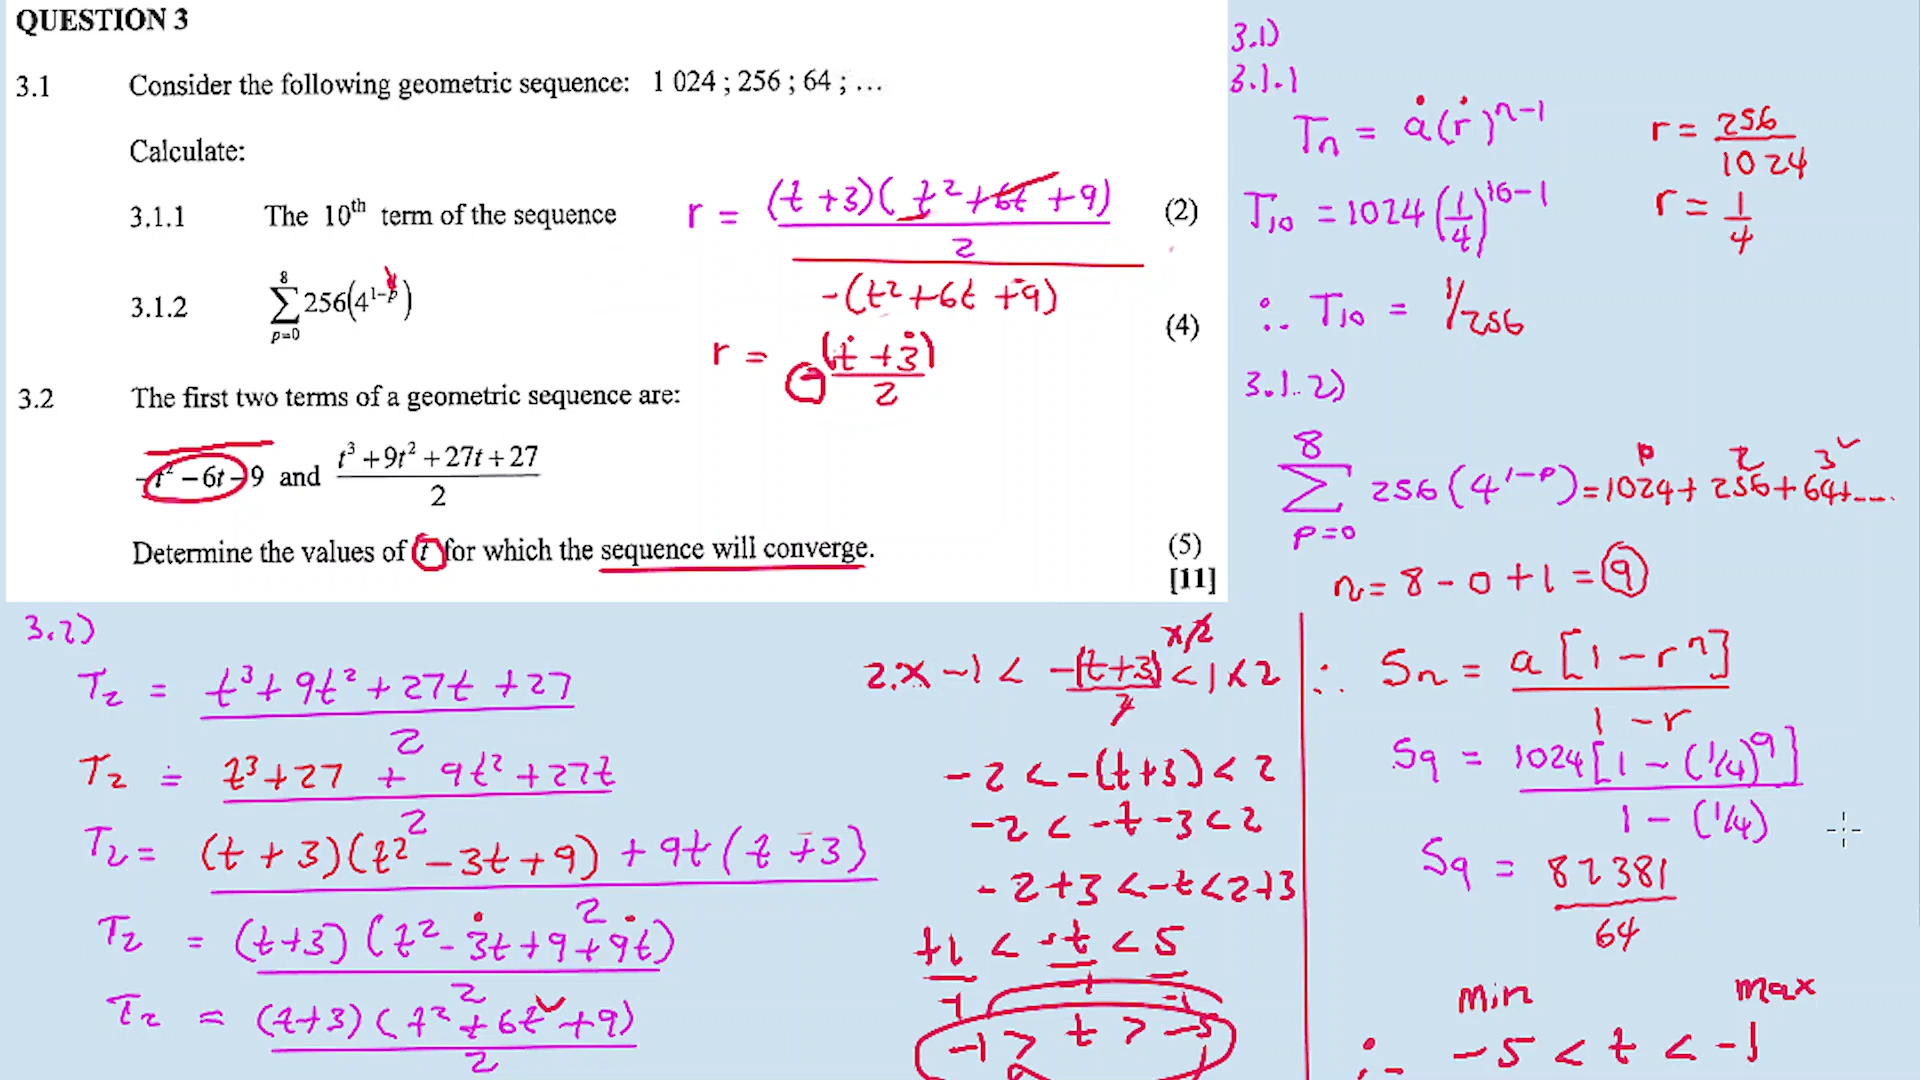 QUESTION 3
3.1 Consider the following geometric sequence: 1 024 ; 256 ; 64 ; ...
Calculate:
3.1.1 The 10th term of the sequence (2)
3.1.2 ∑_{p=0}^{8} 256(4^{1-p}) (4)
r = (t + 3)(t² + 6t + 9)
2
-(t² + 6t + 9)
r = -(t + 3)
2
3.2 The first two terms of a geometric sequence are:
-t² - 6t - 9 and (t³ + 9t² + 27t + 27)/2
Determine the values of t for which the sequence will converge. (5)
[11]
3.1)
3.1.1
Tn = a(r)^{n-1}
r = 256/1024
T10 = 1024(1/4)^{10-1}
r = 1/4
∴ T10 = 1/256
3.1.2)
∑_{p=0}^{8} 256(4^{1-p}) = 1024 + 256 + 64 + ....
n = 8 - 0 + 1 = 9
∴ Sn = a[1 - r^n]
1 - r
S9 = 1024[1 - (1/4)^9]
1 - (1/4)
S9 = 82381
64
3.2)
T2 = t³ + 9t² + 27t + 27
2
T2 = t³ + 27 + 9t² + 27t
2
T2 = (t + 3)(t² - 3t + 9) + 9t(t + 3)
2
T2 = (t+3)(t² - 3t + 9 + 9t)
2
T2 = (t+3)(t² + 6t + 9)
2
x2
2 x -1 < -(t+3)/2 < 1 x 2
-2 < -(t+3) < 2
-2 < -t - 3 < 2
-2+3 < -t < 2+3
+1 < -t < 5
-1 -1 -1
-1 > t > -5
min max
∴ -5 < t < -1